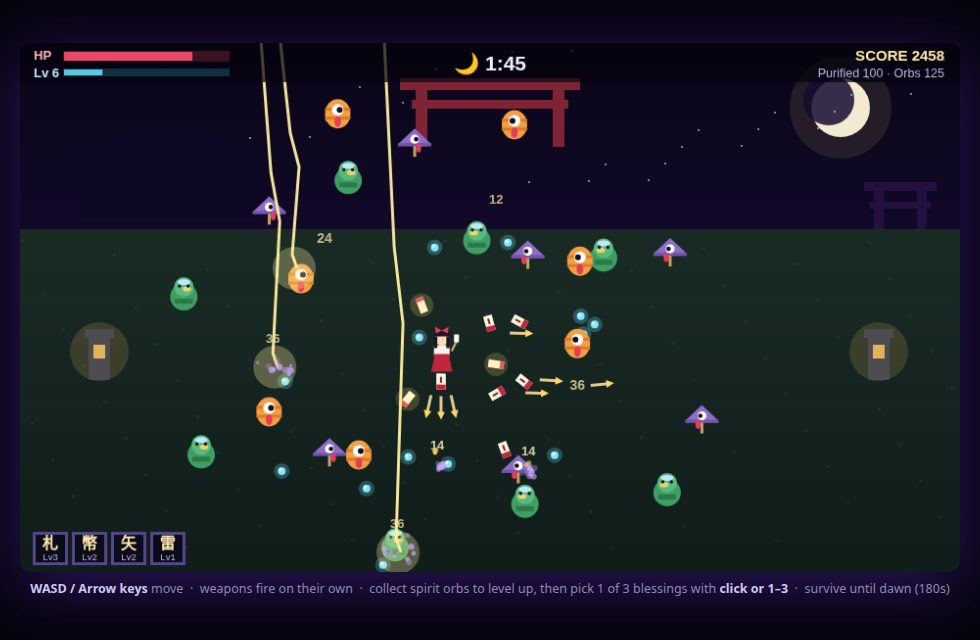 HP
Lv 6
🌙 1:45
SCORE 2458
Purified 100 · Orbs 125
12
24
36
36
14
14
36
札 幣 矢 雷
Lv3 Lv2 Lv2 Lv1
WASD / Arrow keys move · weapons fire on their own · collect spirit orbs to level up, then pick 1 of 3 blessings with click or 1–3 · survive until dawn (180s)